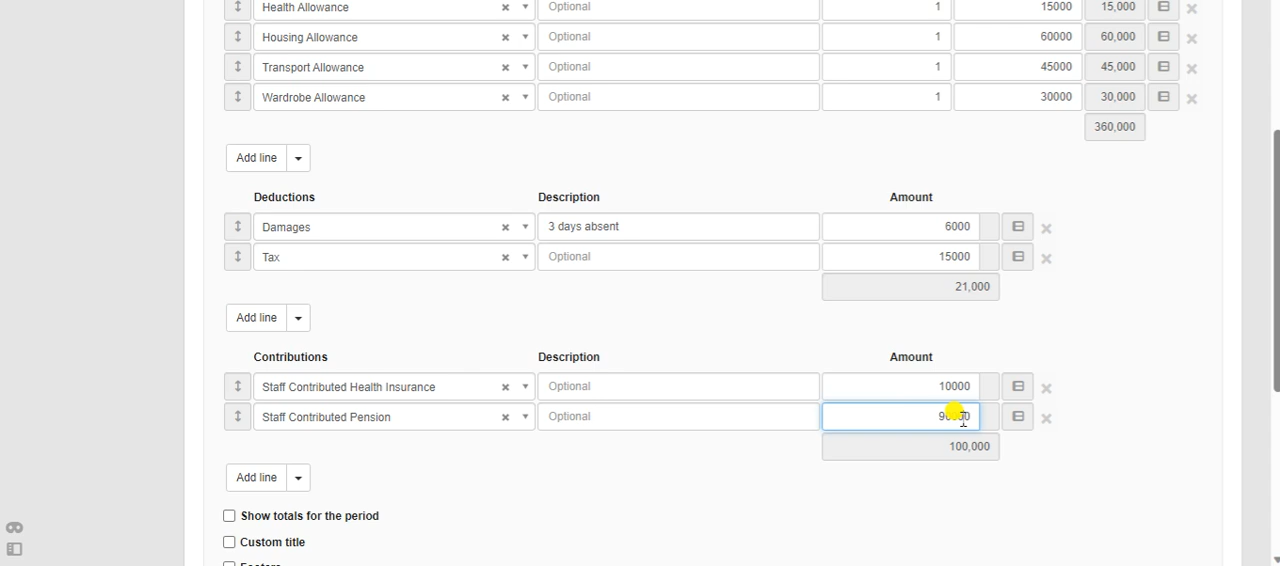 Health Allowance Optional 1 15000 15,000
Housing Allowance Optional 1 60000 60,000
Transport Allowance Optional 1 45000 45,000
Wardrobe Allowance Optional 1 30000 30,000
360,000
Add line
Deductions Description Amount
Damages 3 days absent 6000
Tax Optional 15000
21,000
Add line
Contributions Description Amount
Staff Contributed Health Insurance Optional 10000
Staff Contributed Pension Optional
100,000
Add line
Show totals for the period
Custom title
Footers